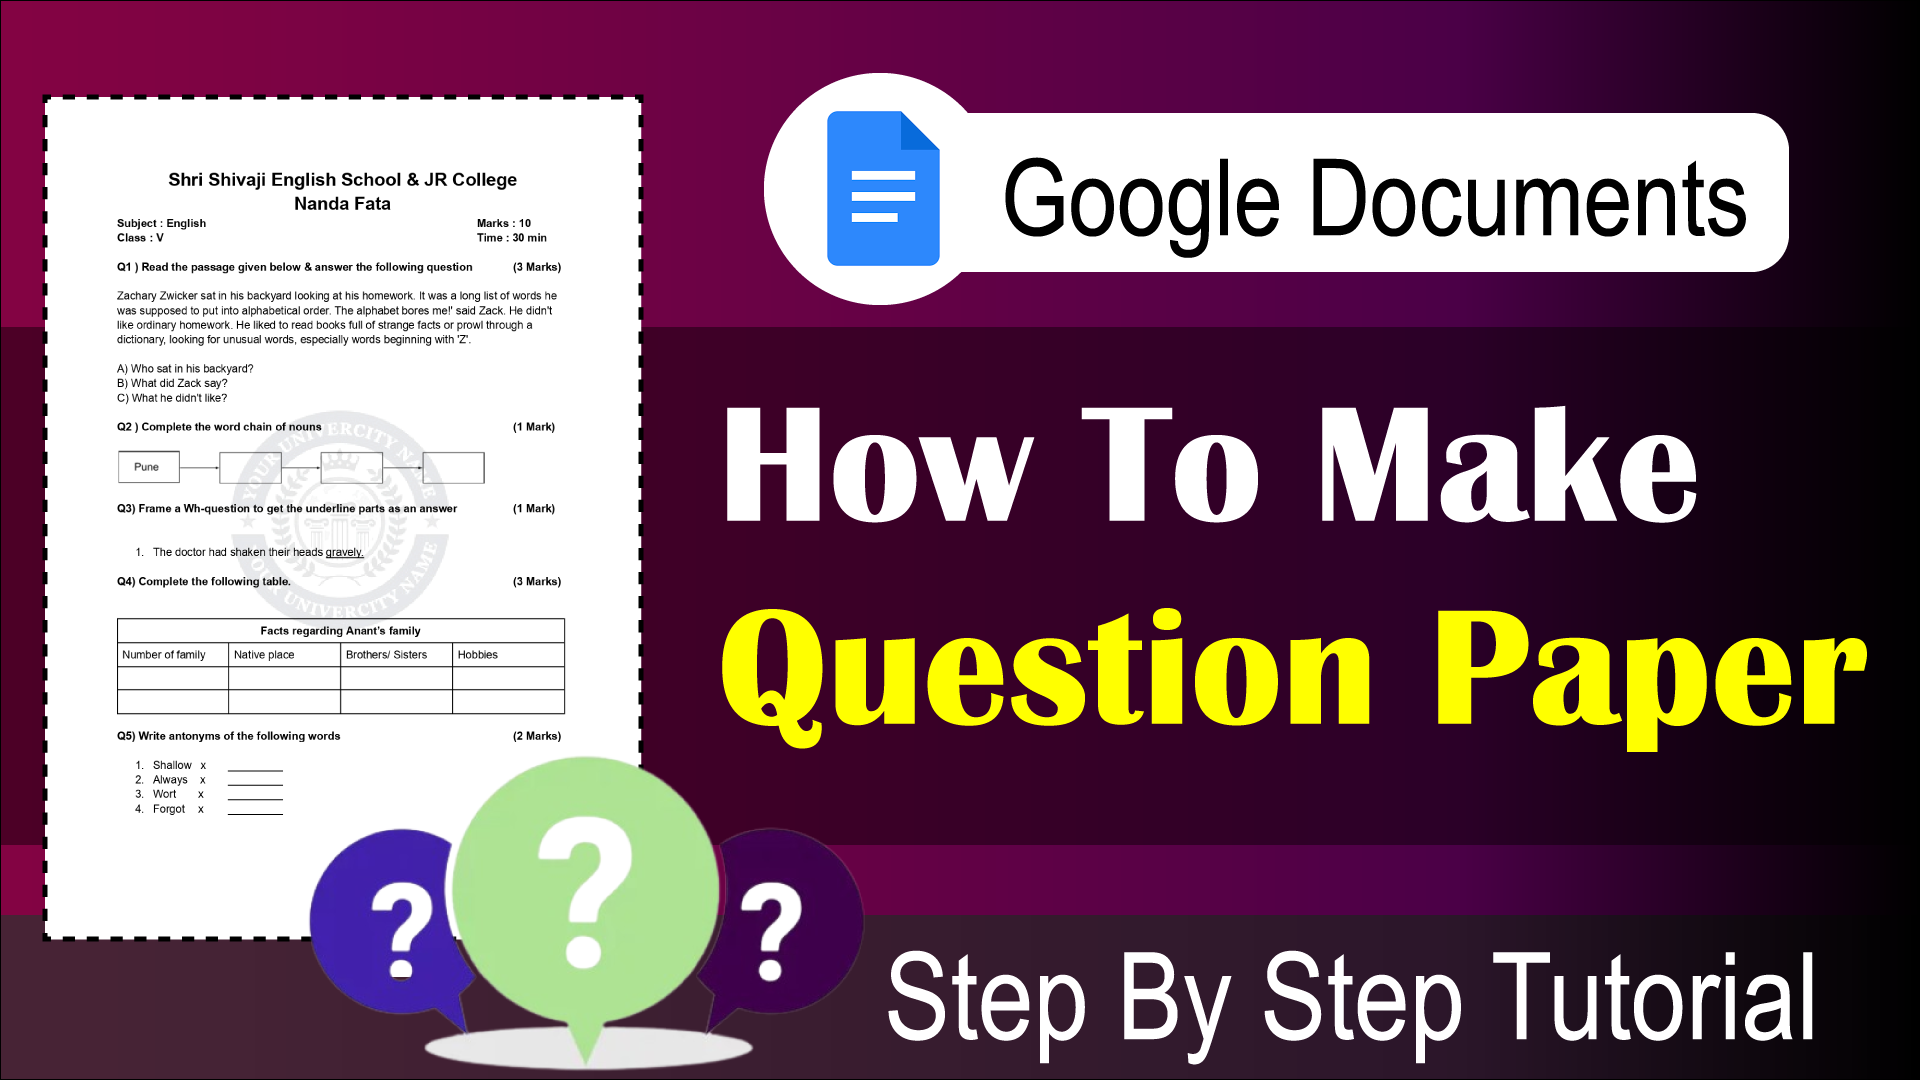 Shri Shivaji English School & JR College
Nanda Fata
Subject : English Marks : 10
Class : V Time : 30 min
Q1 ) Read the passage given below & answer the following question (3 Marks)
Zachary Zwicker sat in his backyard looking at his homework. It was a long list of words he
was supposed to put into alphabetical order. The alphabet bores me!' said Zack. He didn't
like ordinary homework. He liked to read books full of strange facts or prowl through a
dictionary, looking for unusual words, especially words beginning with 'Z'.
A) Who sat in his backyard?
B) What did Zack say?
C) What he didn't like?
Q2 ) Complete the word chain of nouns (1 Mark)
Pune
Q3) Frame a Wh-question to get the underline parts as an answer (1 Mark)
1. The doctor had shaken their heads gravely.
Q4) Complete the following table. (3 Marks)
Facts regarding Anant's family
Number of family Native place Brothers/ Sisters Hobbies
Q5) Write antonyms of the following words (2 Marks)
1. Shallow x
2. Always x
3. Wort x
4. Forgot x
YOUR UNIVERCITY NAME
YOUR UNIVERCITY NAME
? ? ?
Google Documents
How To Make
Question Paper
Step By Step Tutorial